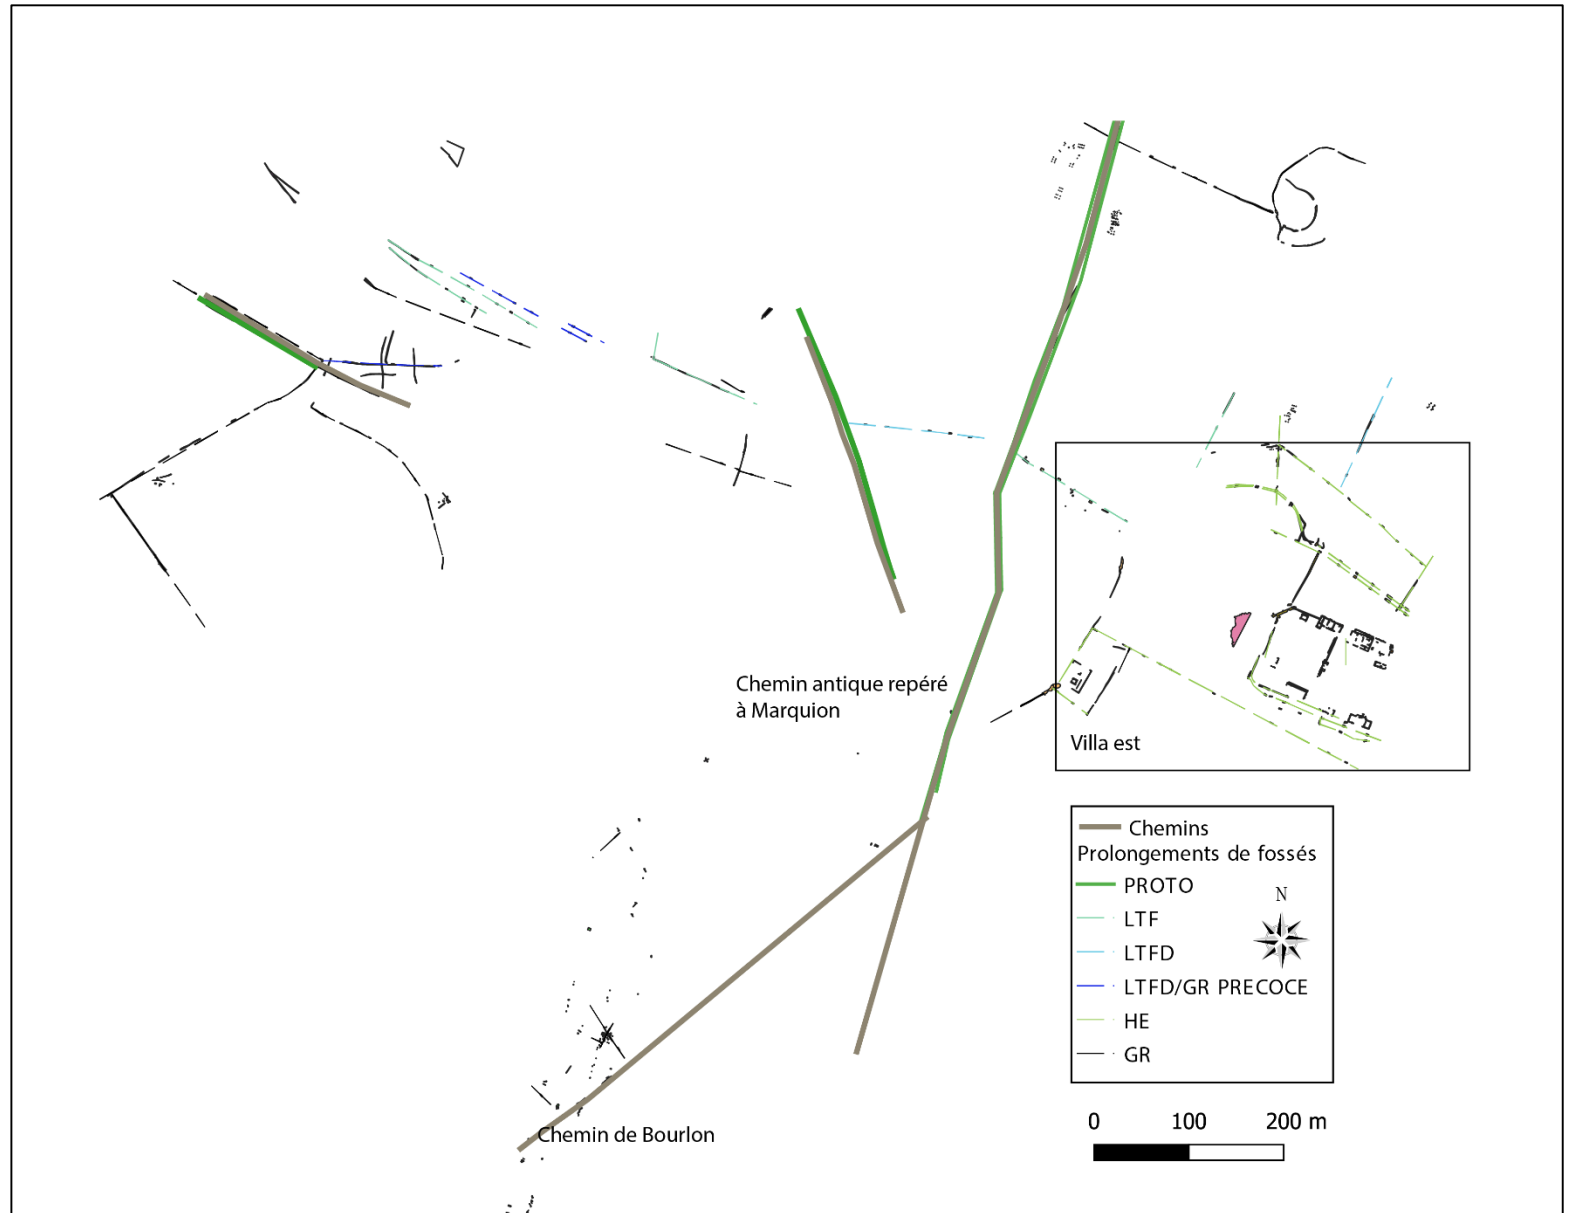 Chemin antique repéré
à Marquion
Villa est
Chemins
Prolongements de fossés
PROTO
N
LTF
LTFD
LTFD/GR PRECOCE
HE
GR
0 100 200 m
Chemin de Bourlon